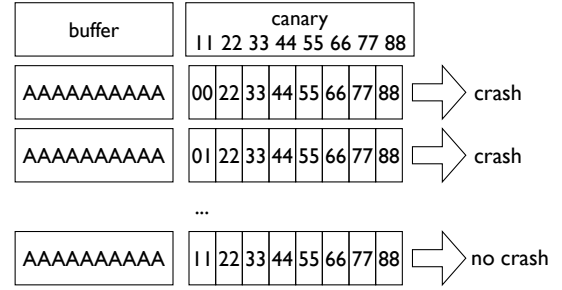 buffer canary
11 22 33 44 55 66 77 88
AAAAAAAAAA 00 22 33 44 55 66 77 88 crash
AAAAAAAAAA 01 22 33 44 55 66 77 88 crash
...
AAAAAAAAAA 11 22 33 44 55 66 77 88 no crash